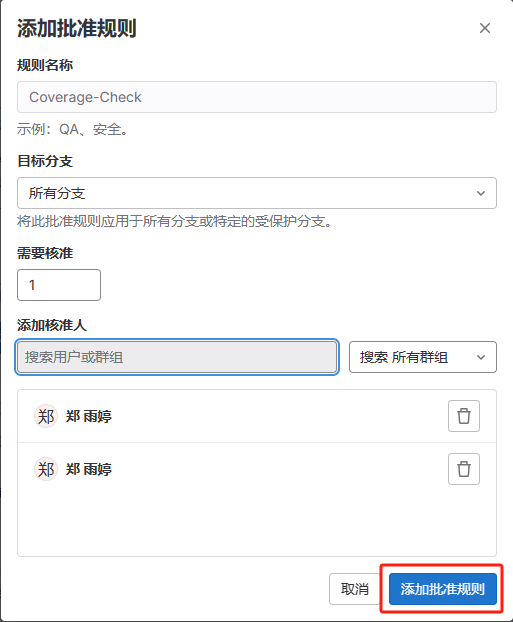 添加批准规则
规则名称
Coverage-Check
示例：QA、安全。
目标分支
所有分支
将此批准规则应用于所有分支或特定的受保护分支。
需要核准
1
添加核准人
搜索用户或群组
搜索 所有群组
郑 郑 雨婷
郑 郑 雨婷
取消
添加批准规则